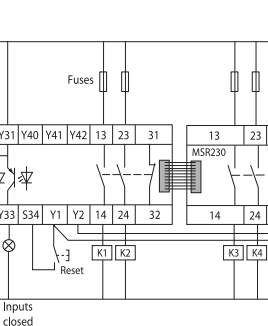 Fuses
Y31 Y40 Y41 Y42 13 23 31
13 23
MSR230
Y33 S34 Y1 Y2 14 24 32
14 24
K1 K2
K3 K4
Reset
Inputs
closed